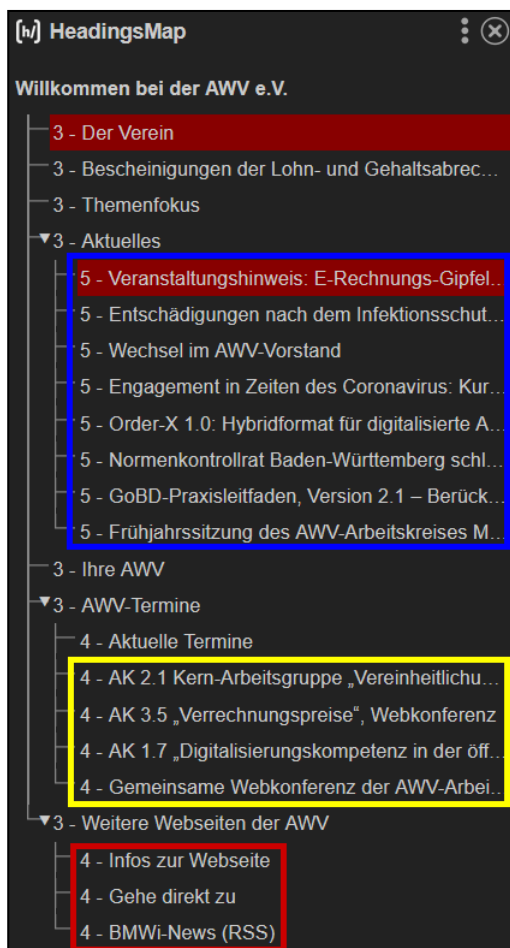 [h/] HeadingsMap
Willkommen bei der AWV e.V.
3 - Der Verein
3 - Bescheinigungen der Lohn- und Gehaltsabrec...
3 - Themenfokus
3 - Aktuelles
5 - Veranstaltungshinweis: E-Rechnungs-Gipfel...
5 - Entschädigungen nach dem Infektionsschut...
5 - Wechsel im AWV-Vorstand
5 - Engagement in Zeiten des Coronavirus: Kur...
5 - Order-X 1.0: Hybridformat für digitalisierte A...
5 - Normenkontrollrat Baden-Württemberg schl...
5 - GoBD-Praxisleitfaden, Version 2.1 – Berück...
5 - Frühjahrssitzung des AWV-Arbeitskreises M...
3 - Ihre AWV
3 - AWV-Termine
4 - Aktuelle Termine
4 - AK 2.1 Kern-Arbeitsgruppe „Vereinheitlichu...
4 - AK 3.5 „Verrechnungspreise“, Webkonferenz
4 - AK 1.7 „Digitalisierungskompetenz in der öff...
4 - Gemeinsame Webkonferenz der AWV-Arbei...
3 - Weitere Webseiten der AWV
4 - Infos zur Webseite
4 - Gehe direkt zu
4 - BMWi-News (RSS)